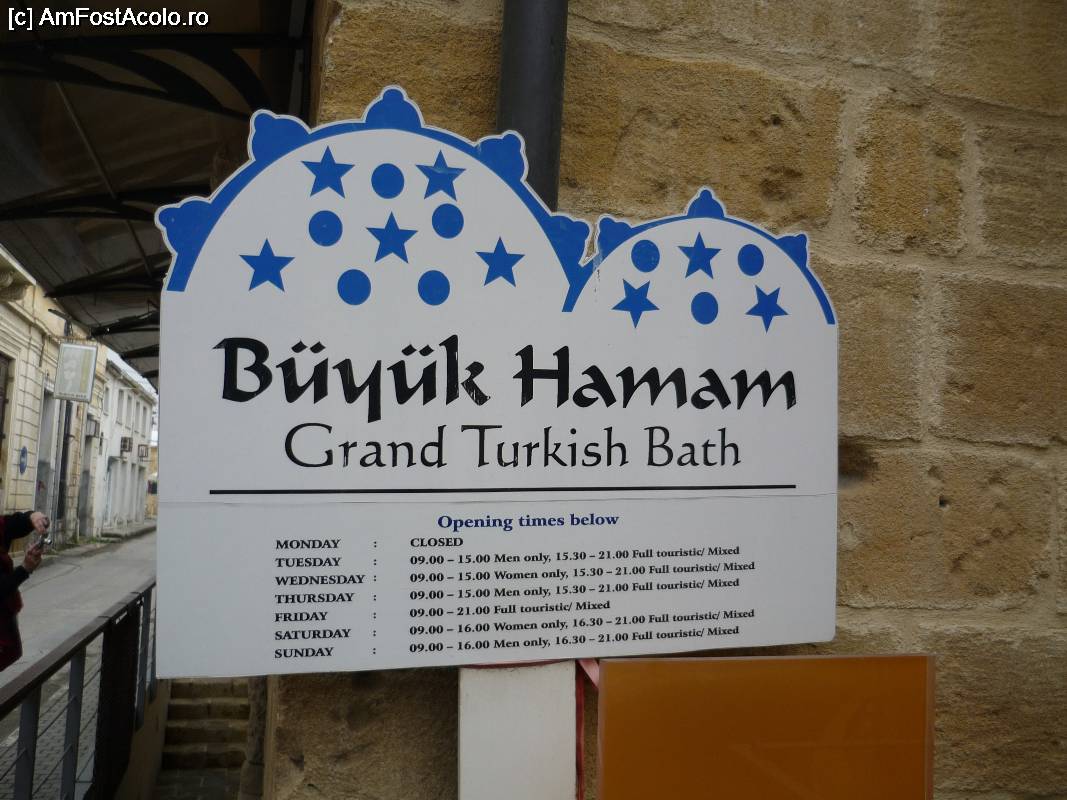 [c] AmFostAcolo.ro
Büyük Hamam
Grand Turkish Bath
Opening times below
MONDAY : CLOSED
TUESDAY : 09.00 – 15.00 Men only, 15.30 – 21.00 Full touristic/ Mixed
WEDNESDAY : 09.00 – 15.00 Women only, 15.30 – 21.00 Full touristic/ Mixed
THURSDAY : 09.00 – 15.00 Men only, 15.30 – 21.00 Full touristic/ Mixed
FRIDAY : 09.00 – 21.00 Full touristic/ Mixed
SATURDAY : 09.00 – 16.00 Women only, 16.30 – 21.00 Full touristic/ Mixed
SUNDAY : 09.00 – 16.00 Men only, 16.30 – 21.00 Full touristic/ Mixed